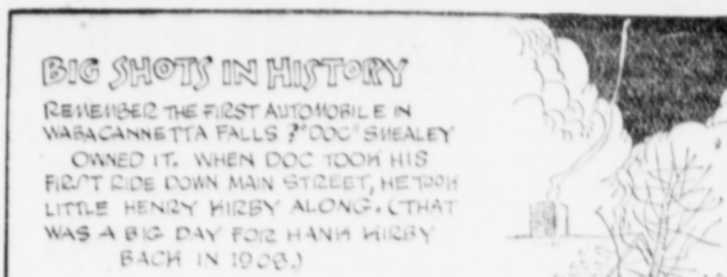 BIG SHOTS IN HISTORY
REMEMBER THE FIRST AUTOMOBILE IN
WABACANNETTA FALLS ? "DOC" SMEALEY
OWNED IT. WHEN DOC TOOK HIS
FIRST RIDE DOWN MAIN STREET, HE TOOK
LITTLE HENRY KIRBY ALONG. (THAT
WAS A BIG DAY FOR HANK KIRBY
BACK IN 1908.)